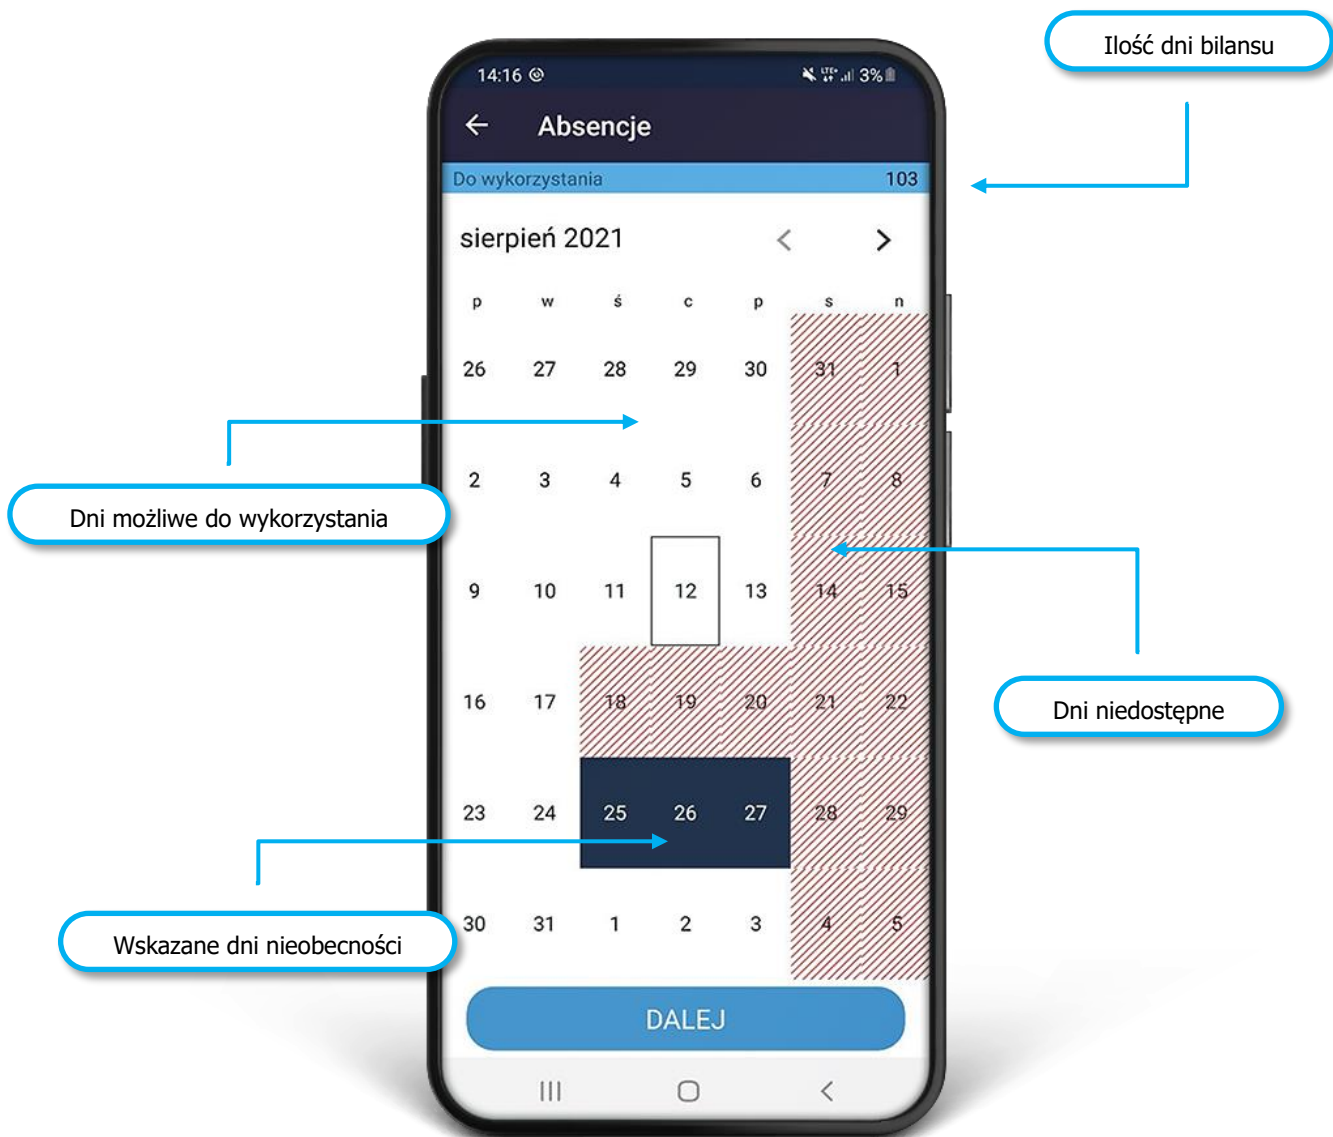 Ilość dni bilansu
14:16 LTE+ 3%
Absencje
Do wykorzystania 103
sierpień 2021
p w ś c p s n
26 27 28 29 30 31 1
2 3 4 5 6 7 8
Dni możliwe do wykorzystania
9 10 11 12 13 14 15
16 17 18 19 20 21 22
Dni niedostępne
23 24 25 26 27 28 29
30 31 1 2 3 4 5
Wskazane dni nieobecności
DALEJ